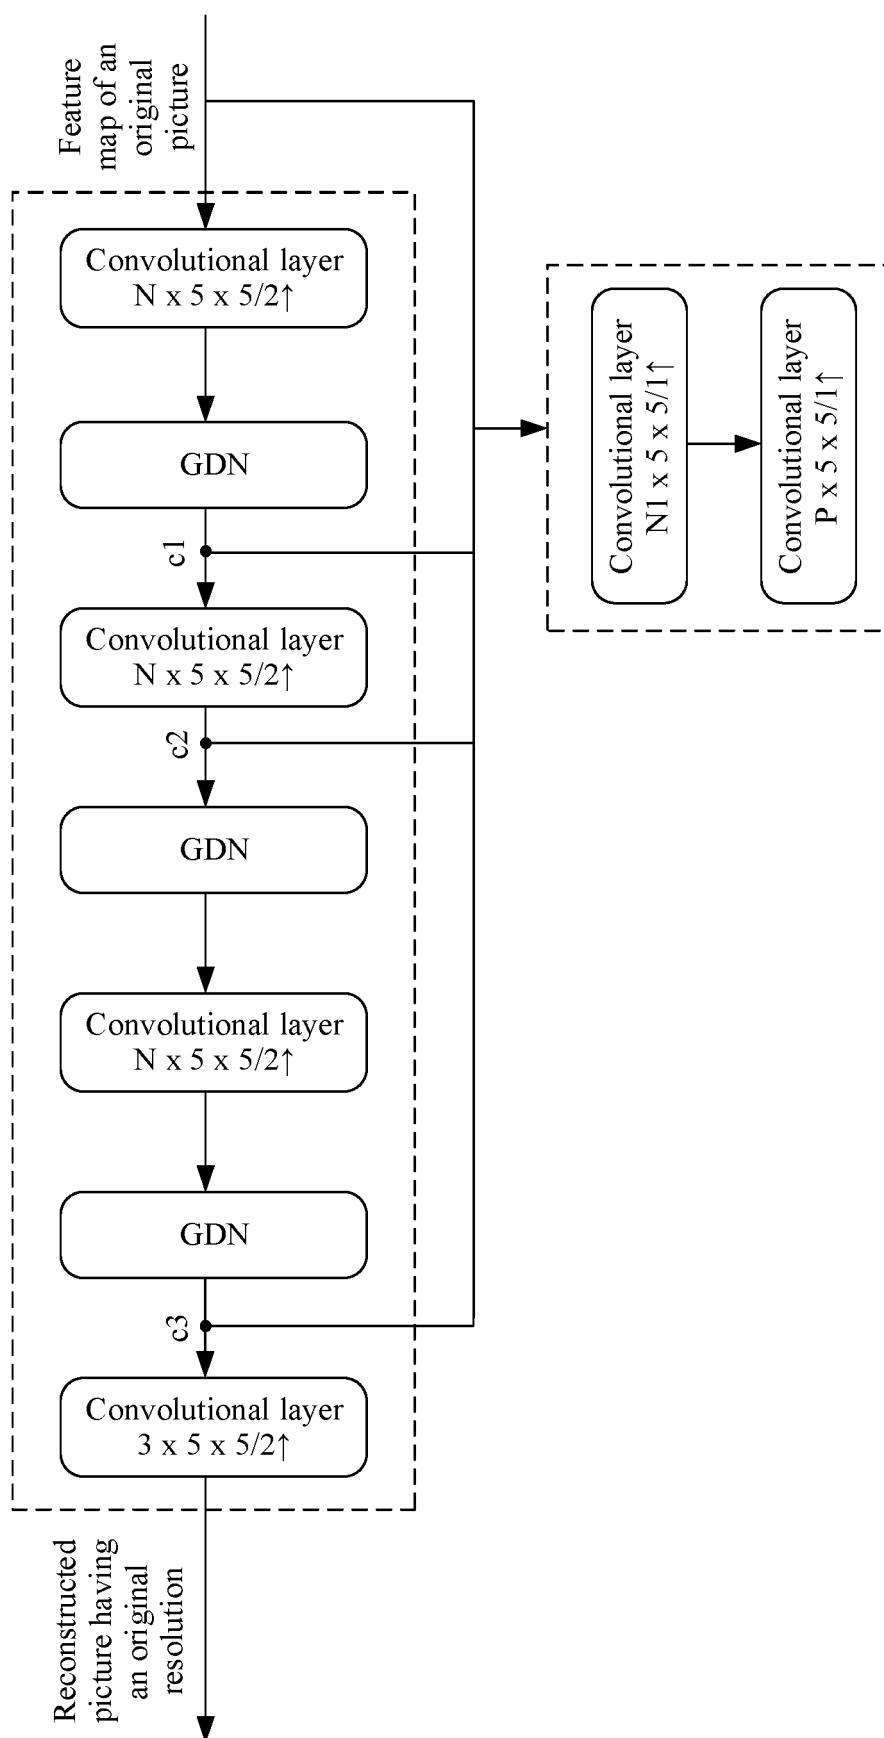 Feature
map of an
original
picture
Convolutional layer
N x 5 x 5/2↑
GDN
c1
Convolutional layer
N x 5 x 5/2↑
c2
GDN
Convolutional layer
N x 5 x 5/2↑
GDN
c3
Convolutional layer
3 x 5 x 5/2↑
Reconstructed
picture having
an original
resolution
Convolutional layer
N1 x 5 x 5/1↑
Convolutional layer
P x 5 x 5/1↑